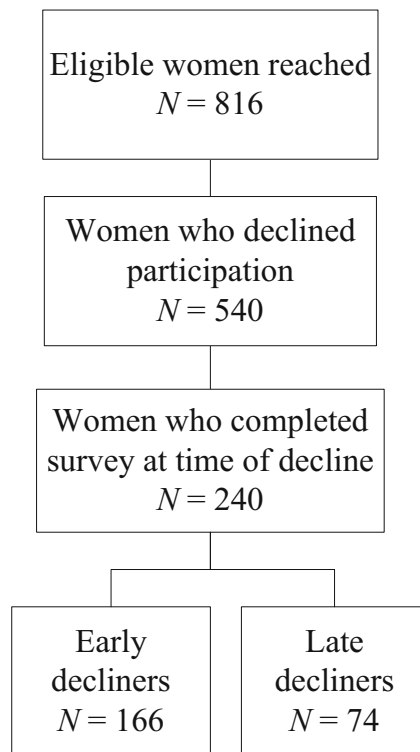 Eligible women reached
N = 816
Women who declined
participation
N = 540
Women who completed
survey at time of decline
N = 240
Early
decliners
N = 166
Late
decliners
N = 74